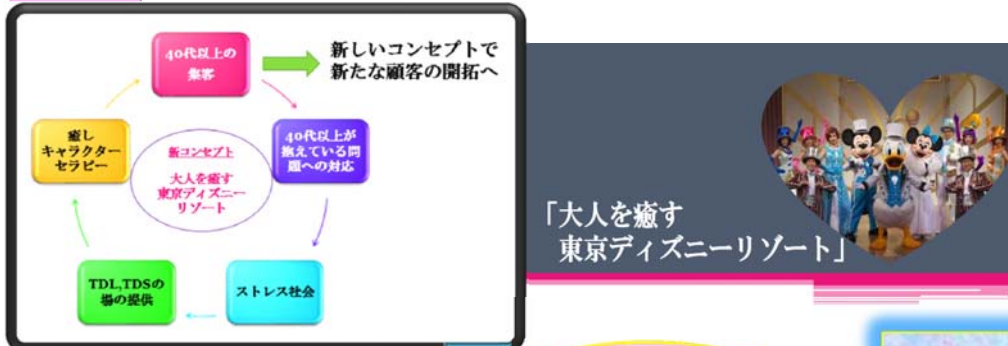 40代以上の
集客
新しいコンセプトで
新たな顧客の開拓へ
癒し
キャラクター
セラピー
新コンセプト
大人を癒す
東京ディズニー
リゾート
40代以上が
抱えている問
題への対応
TDL,TDSの
場の提供
ストレス社会
「大人を癒す
東京ディズニーリゾート」